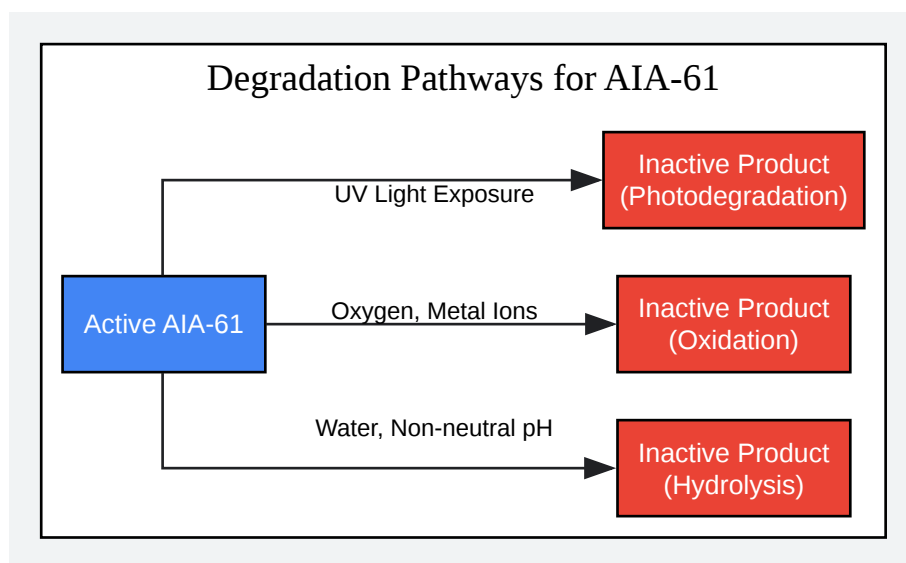 Degradation Pathways for AIA-61
Inactive Product
(Photodegradation)
UV Light Exposure
Active AIA-61
Oxygen, Metal Ions
Inactive Product
(Oxidation)
Water, Non-neutral pH
Inactive Product
(Hydrolysis)